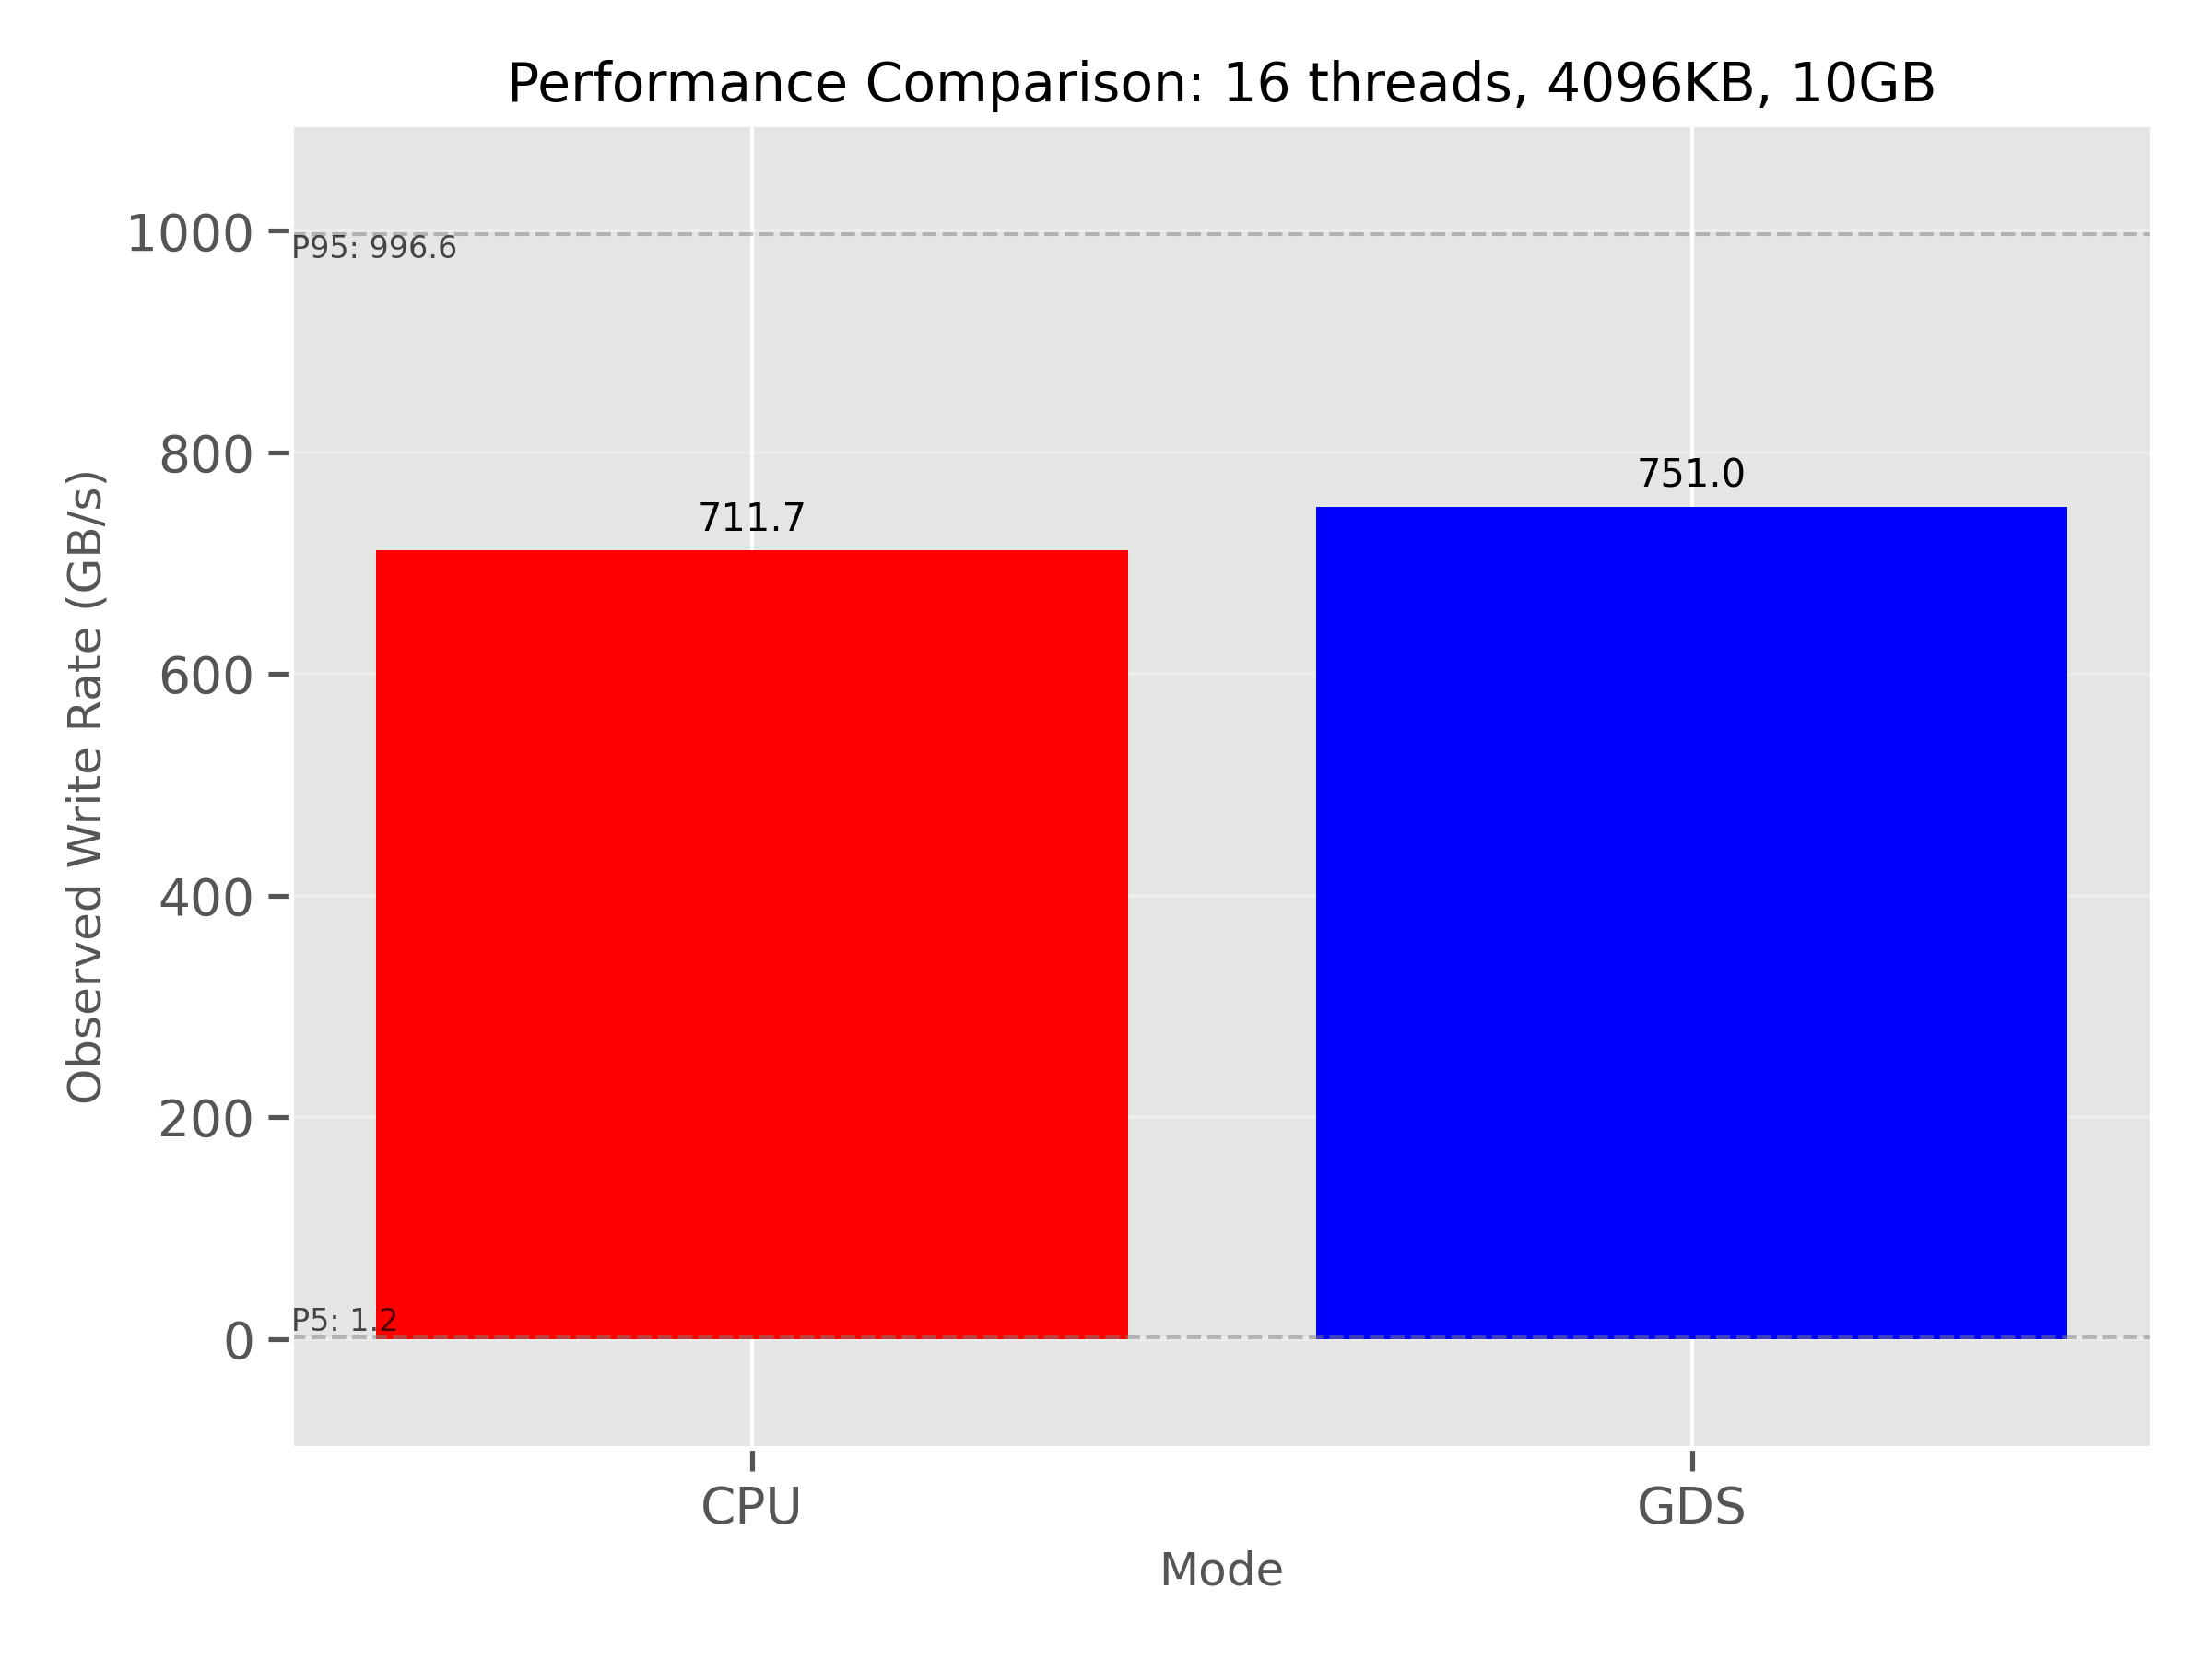 Performance Comparison: 16 threads, 4096KB, 10GB
Observed Write Rate (GB/s)
1000
800
600
400
200
0
P95: 996.6
711.7
751.0
P5: 1.2
CPU
GDS
Mode